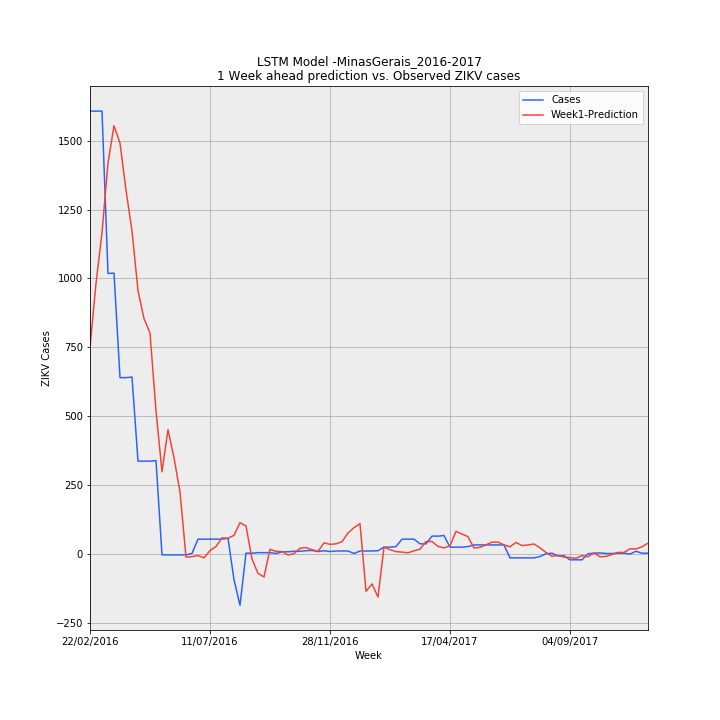 LSTM Model -MinasGerais_2016-2017
1 Week ahead prediction vs. Observed ZIKV cases
Cases
Week1-Prediction
ZIKV Cases
1500
1250
1000
750
500
250
0
−250
22/02/2016
11/07/2016
28/11/2016
17/04/2017
04/09/2017
Week